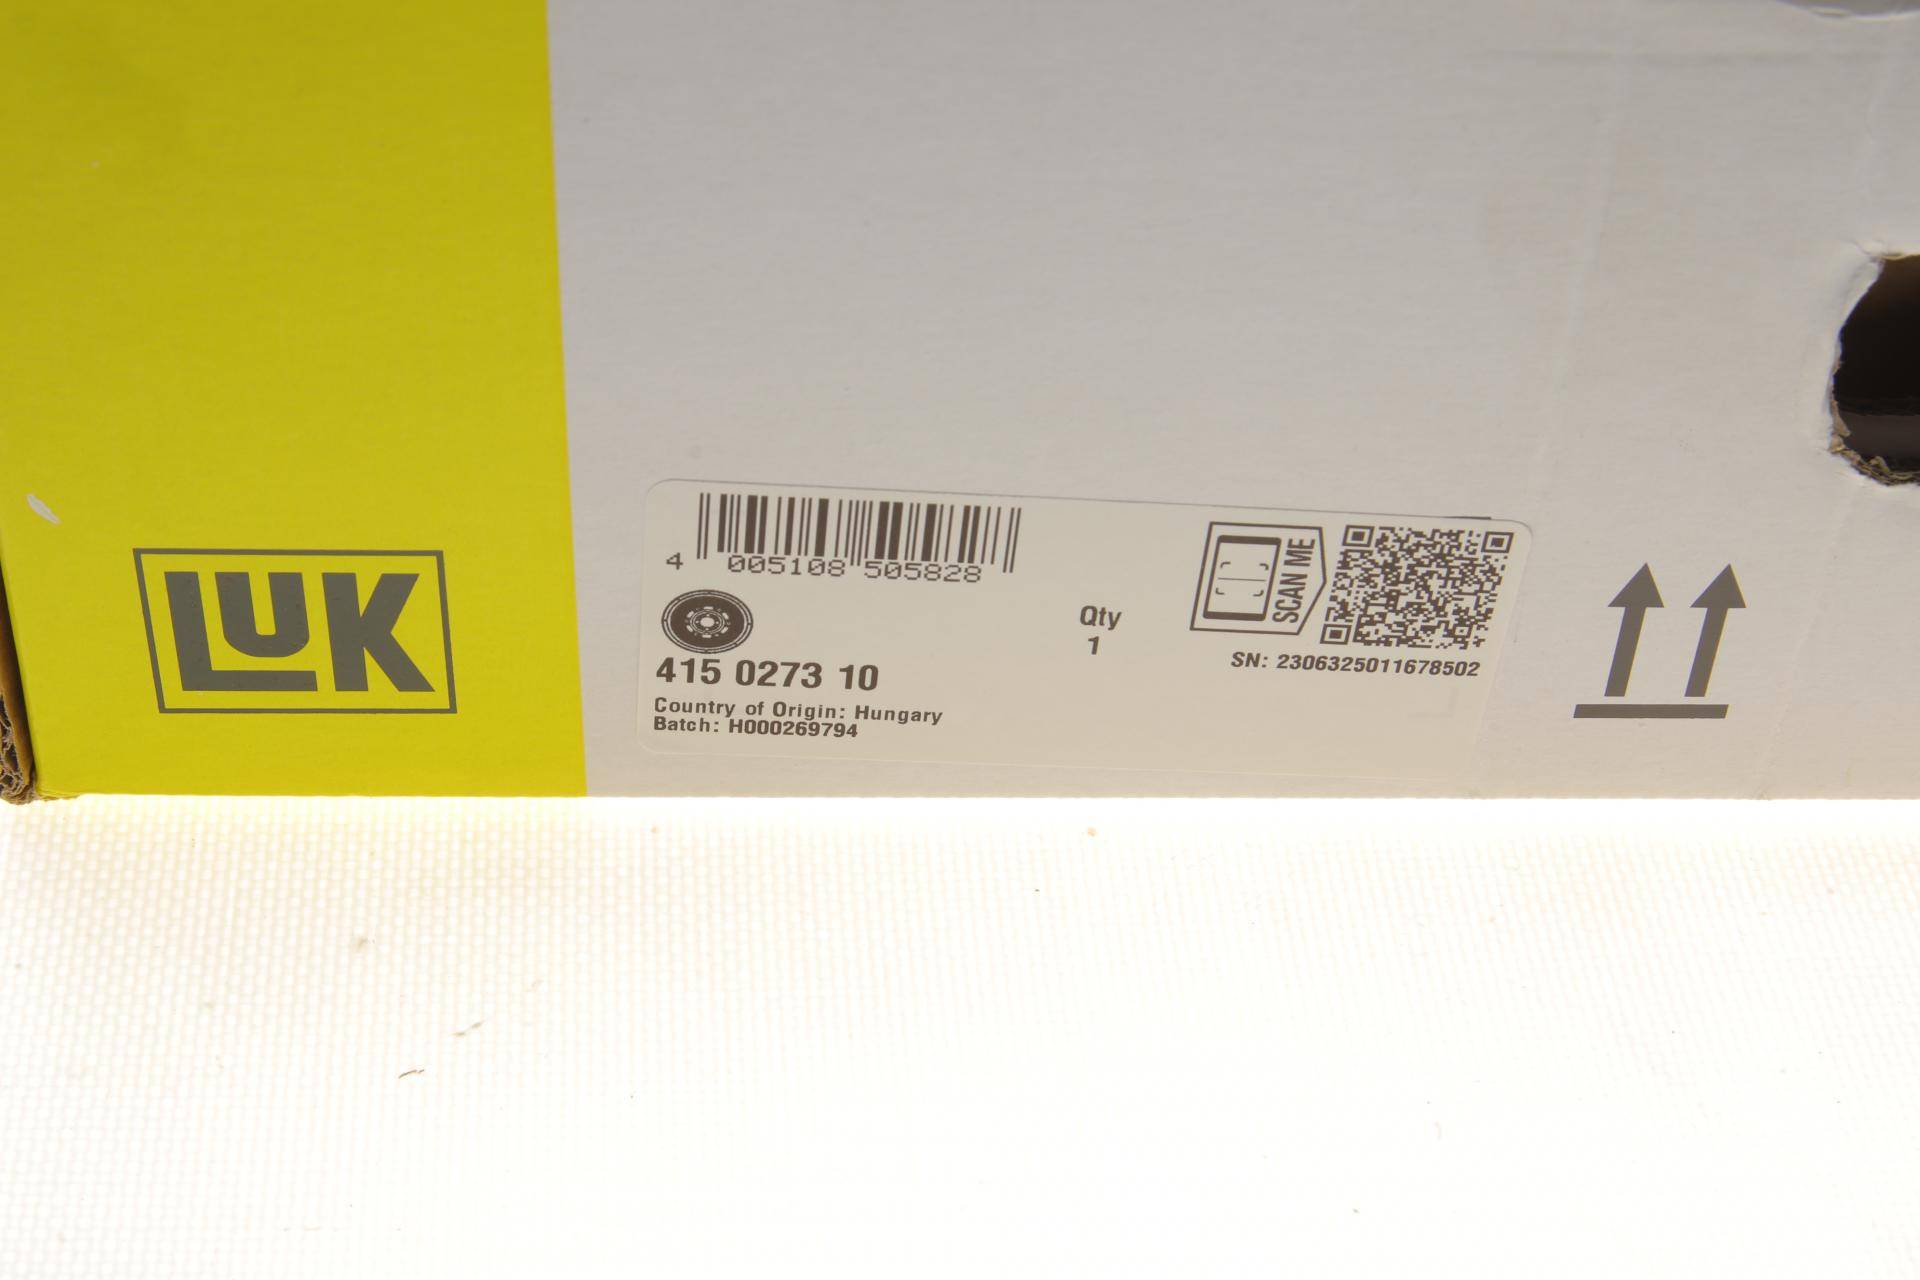 LUK
4 005108 505828
415 0273 10
Country of Origin: Hungary
Batch: H000269794
Qty
1
SCAN ME
SN: 2306325011678502